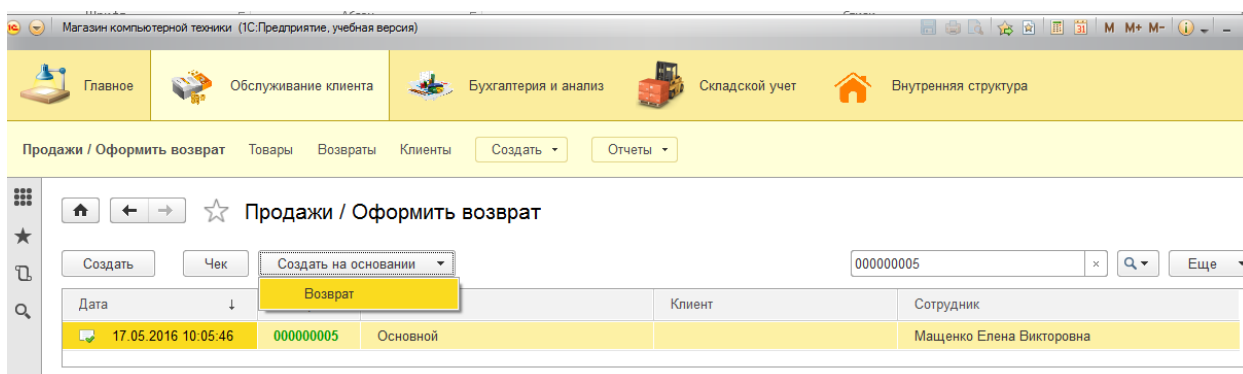 Магазин компьютерной техники (1С:Предприятие, учебная версия) 31 M M+ M-
Главное Обслуживание клиента Бухгалтерия и анализ Складской учет Внутренняя структура
Продажи / Оформить возврат Товары Возвраты Клиенты Создать Отчеты
Продажи / Оформить возврат
Создать Чек Создать на основании 000000005 × Еще
Возврат
Дата ↓ Клиент Сотрудник
17.05.2016 10:05:46 000000005 Основной Мащенко Елена Викторовна